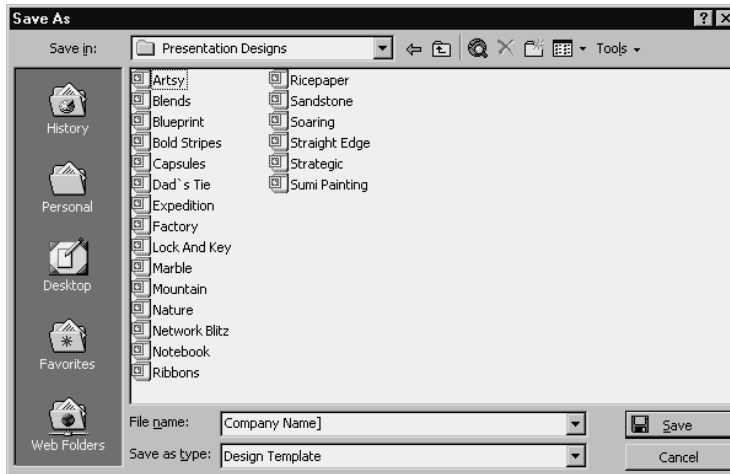 Save As
Save in:
Presentation Designs
Tools
History
Personal
Desktop
Favorites
Web Folders
Artsy
Blends
Blueprint
Bold Stripes
Capsules
Dad`s Tie
Expedition
Factory
Lock And Key
Marble
Mountain
Nature
Network Blitz
Notebook
Ribbons
Ricepaper
Sandstone
Soaring
Straight Edge
Strategic
Sumi Painting
File name:
Company Name]
Save
Save as type:
Design Template
Cancel